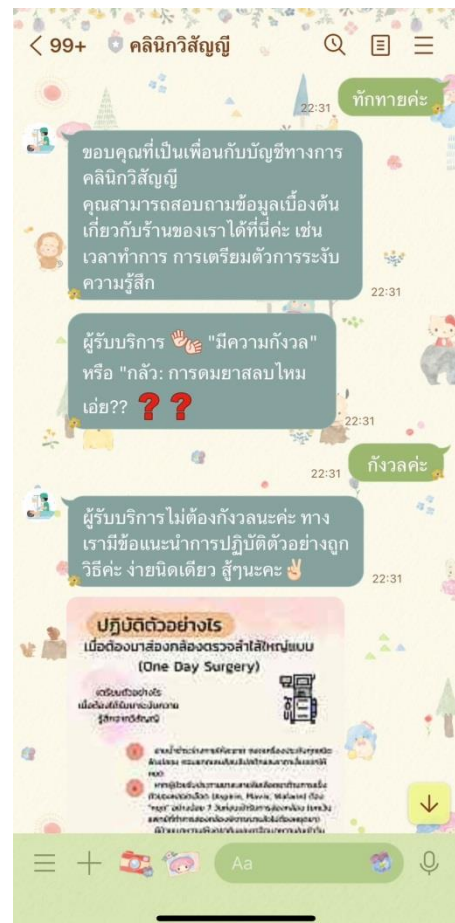 99+
คลินิกวิสัญญี
22:31
ทักทายค่ะ
ขอบคุณที่เป็นเพื่อนกับบัญชีทางการ
คลินิกวิสัญญี
คุณสามารถสอบถามข้อมูลเบื้องต้น
เกี่ยวกับร้านของเราได้ที่นี่ค่ะ เช่น
เวลาทำการ การเตรียมตัวการระงับ
ความรู้สึก
22:31
ผู้รับบริการ 👋 "มีความกังวล"
หรือ "กลัว: การดมยาสลบไหม
เอ่ย?? ❓❓
22:31
22:31
กังวลค่ะ
ผู้รับบริการไม่ต้องกังวลนะค่ะ ทาง
เรามีข้อแนะนำการปฏิบัติตัวอย่างถูก
วิธีค่ะ ง่ายนิดเดียว สู้ๆนะคะ ✌🏻
22:31
ปฏิบัติตัวอย่างไร
เมื่อต้องมาส่องกล้องตรวจลำไส้ใหญ่แบบ
(One Day Surgery)
เตรียมตัวอย่างไร
Aa